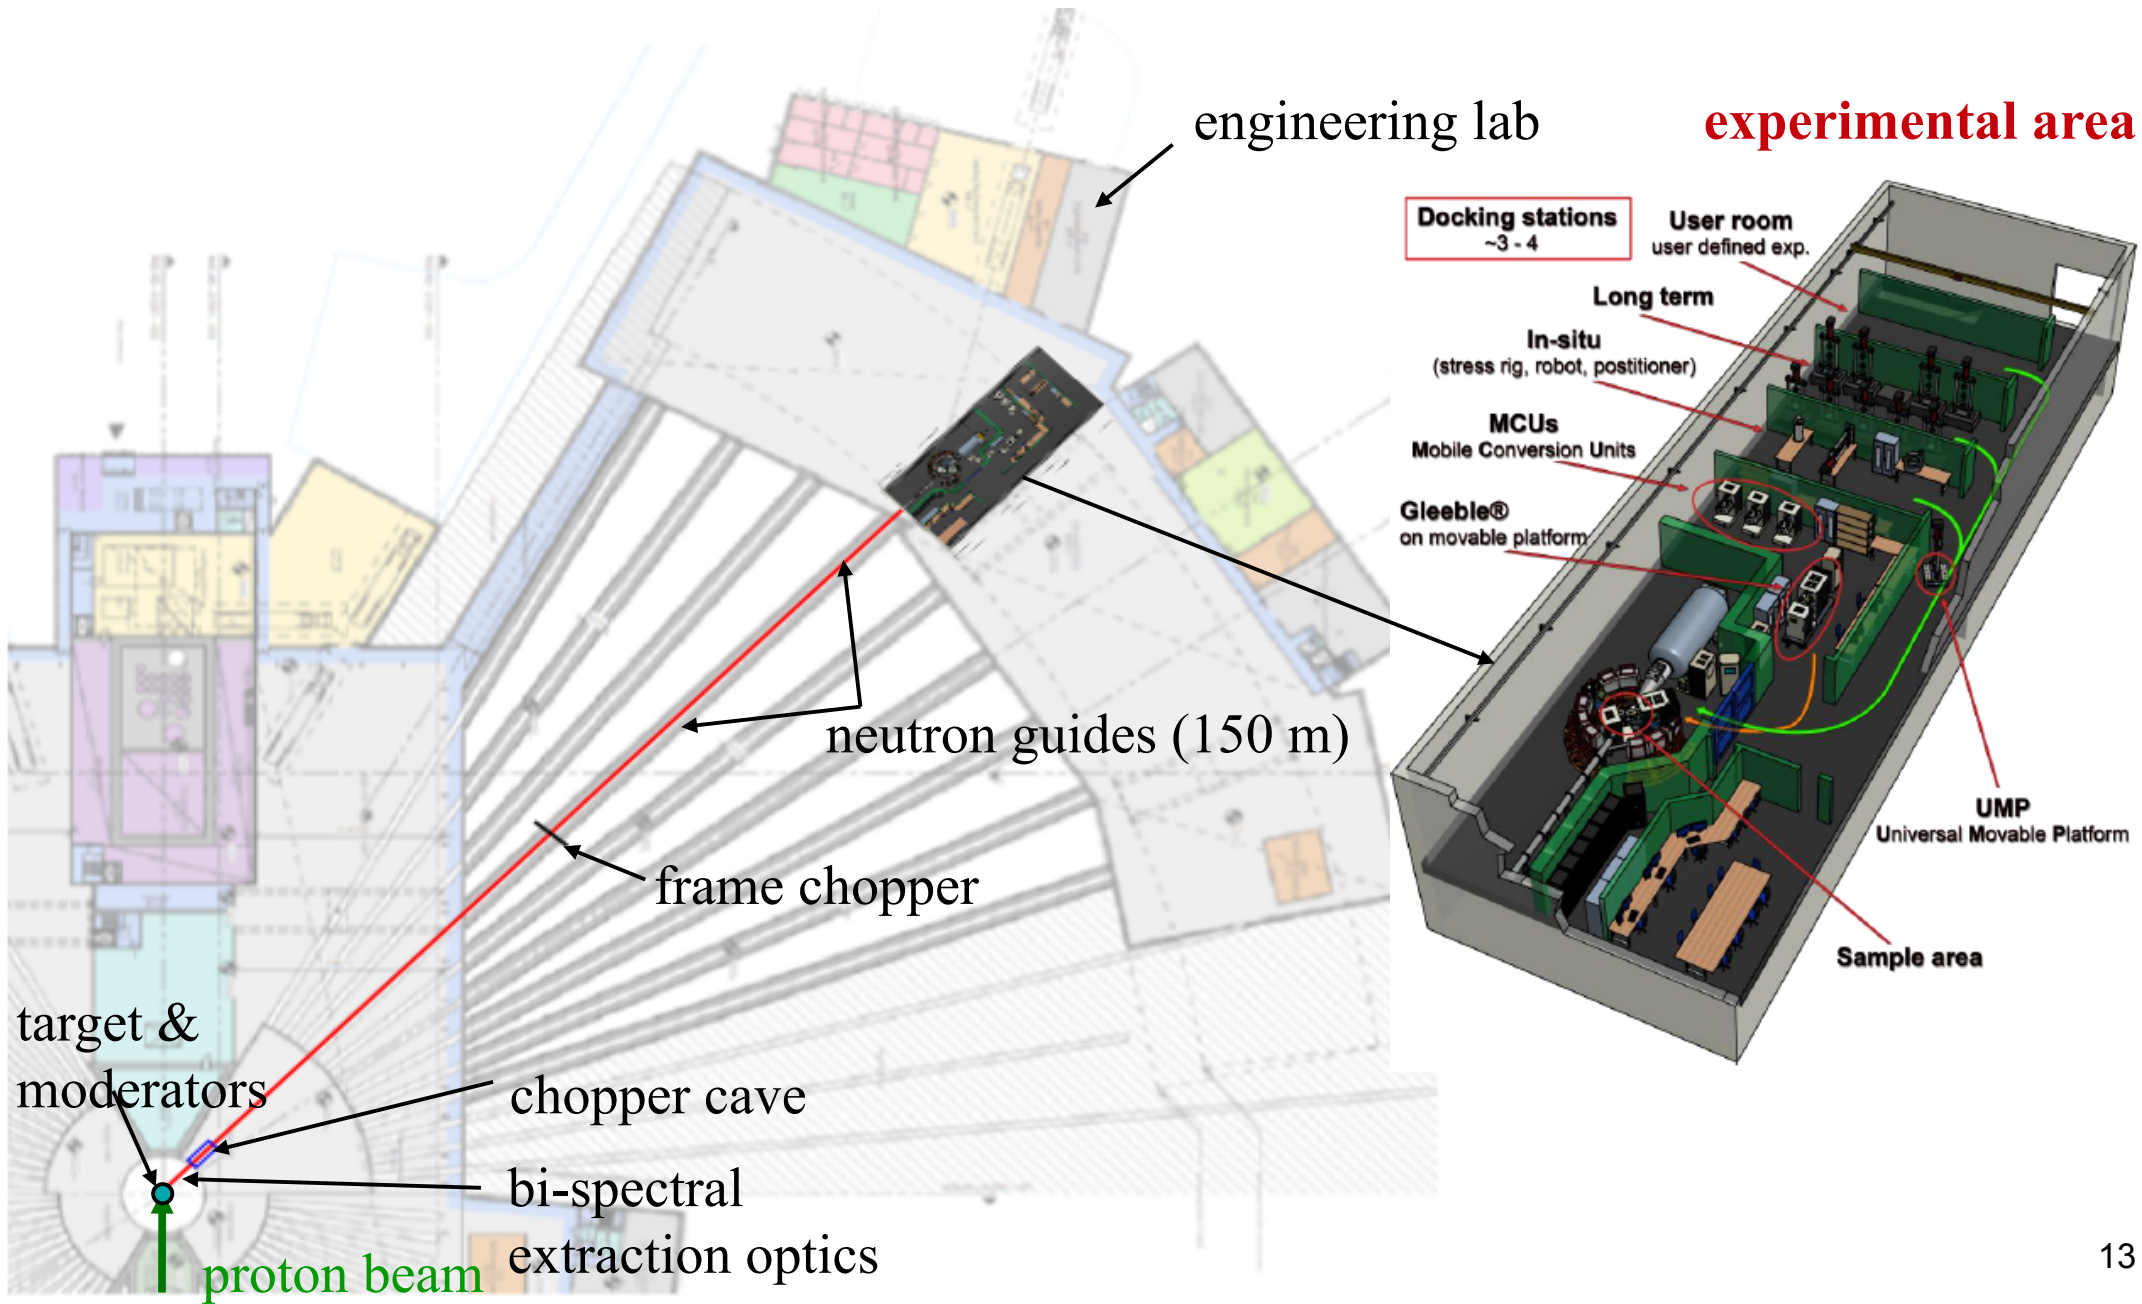 engineering lab
experimental area
Docking stations
~3 - 4
User room
user defined exp.
Long term
In-situ
(stress rig, robot, postitioner)
MCUs
Mobile Conversion Units
Gleeble®
on movable platform
neutron guides (150 m)
UMP
Universal Movable Platform
frame chopper
Sample area
target &
moderators
chopper cave
bi-spectral
extraction optics
proton beam
13